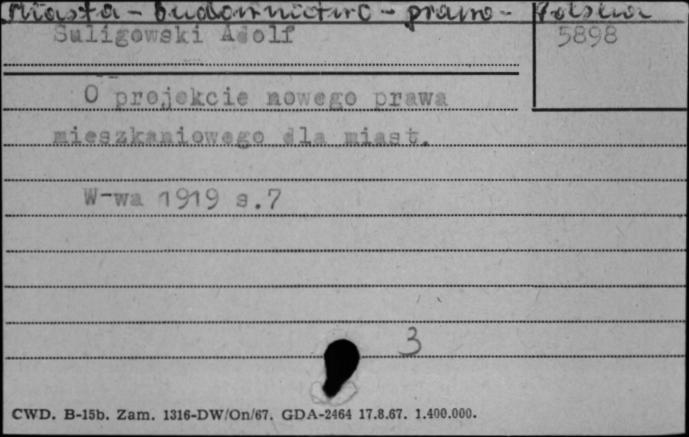 Miasta - budownictwo - prawo - Polska
Suligowski Adolf
5898
O projekcie nowego prawa
mieszkaniowego dla miast.
W-wa 1919 s.7
3
CWD. B-15b. Zam. 1316-DW/On/67. GDA-2464 17.8.67. 1.400.000.